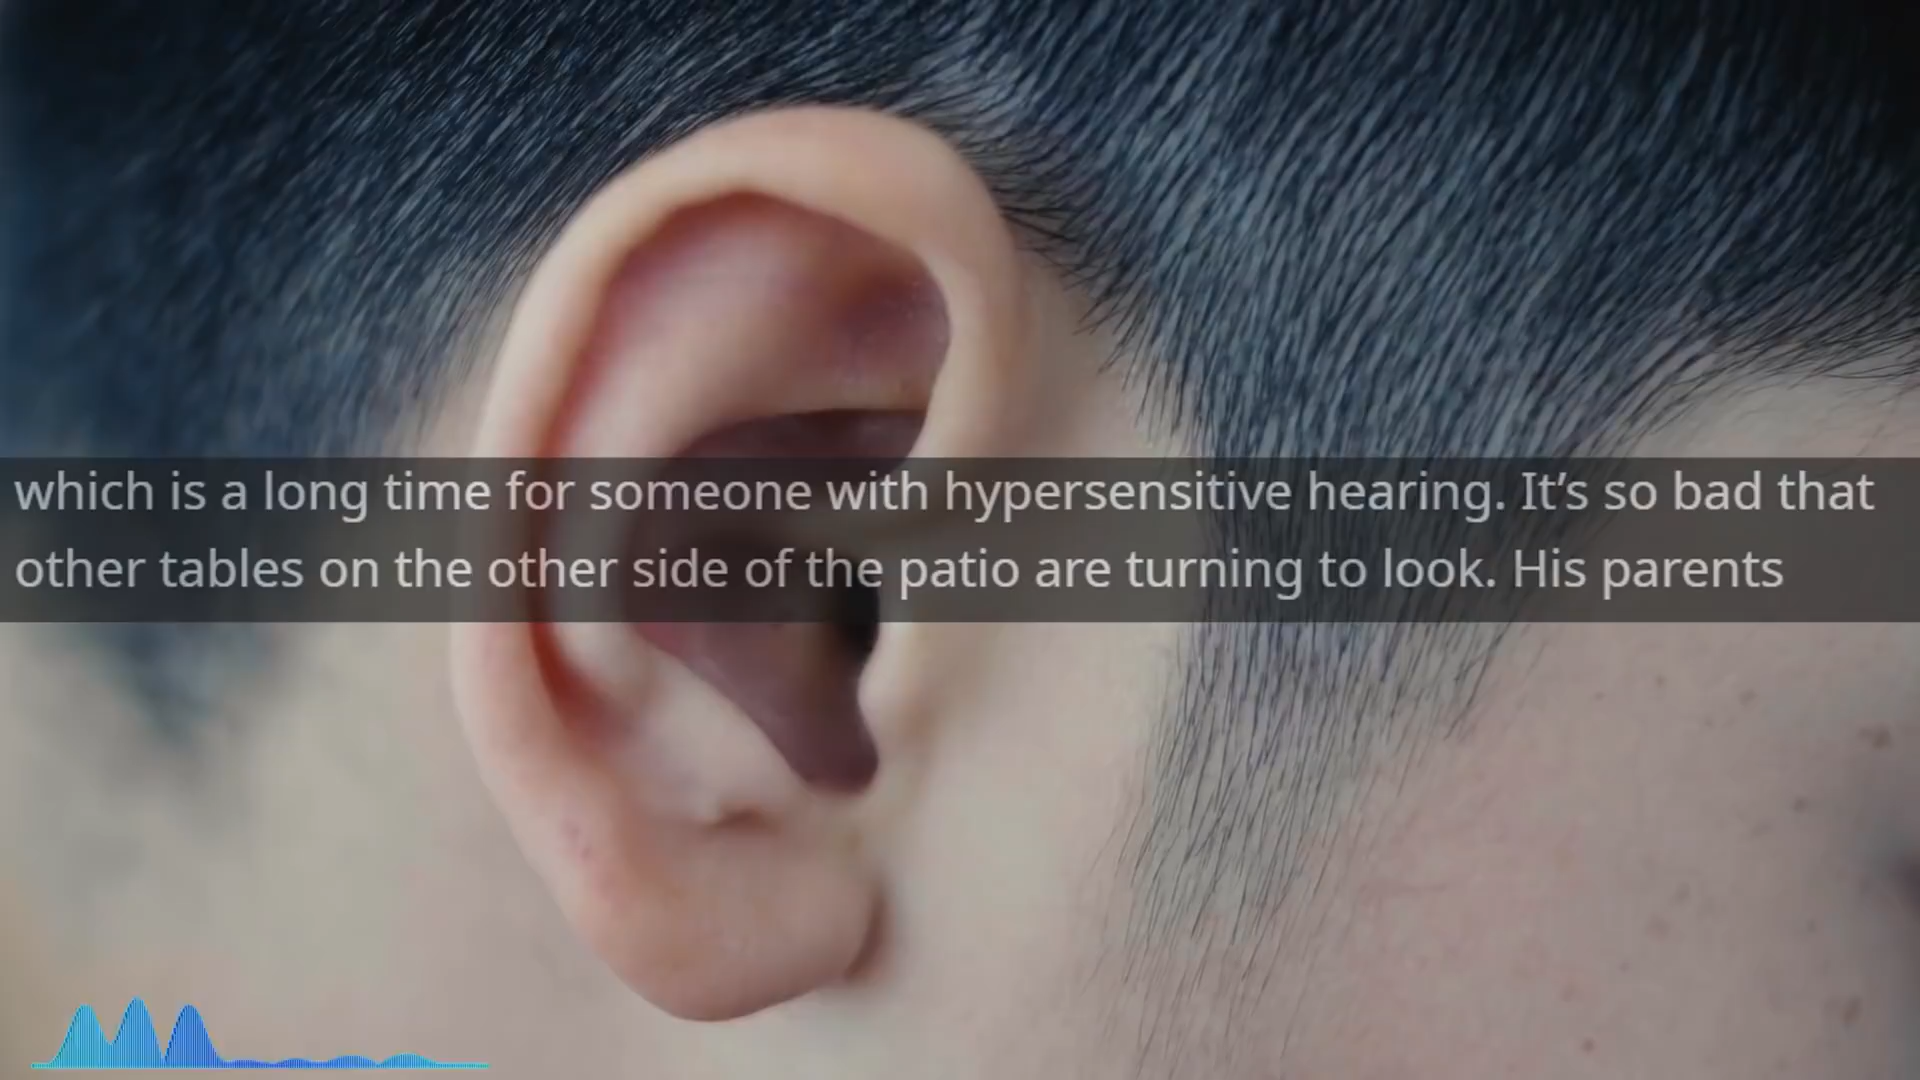 which is a long time for someone with hypersensitive hearing. It’s so bad that
other tables on the other side of the patio are turning to look. His parents